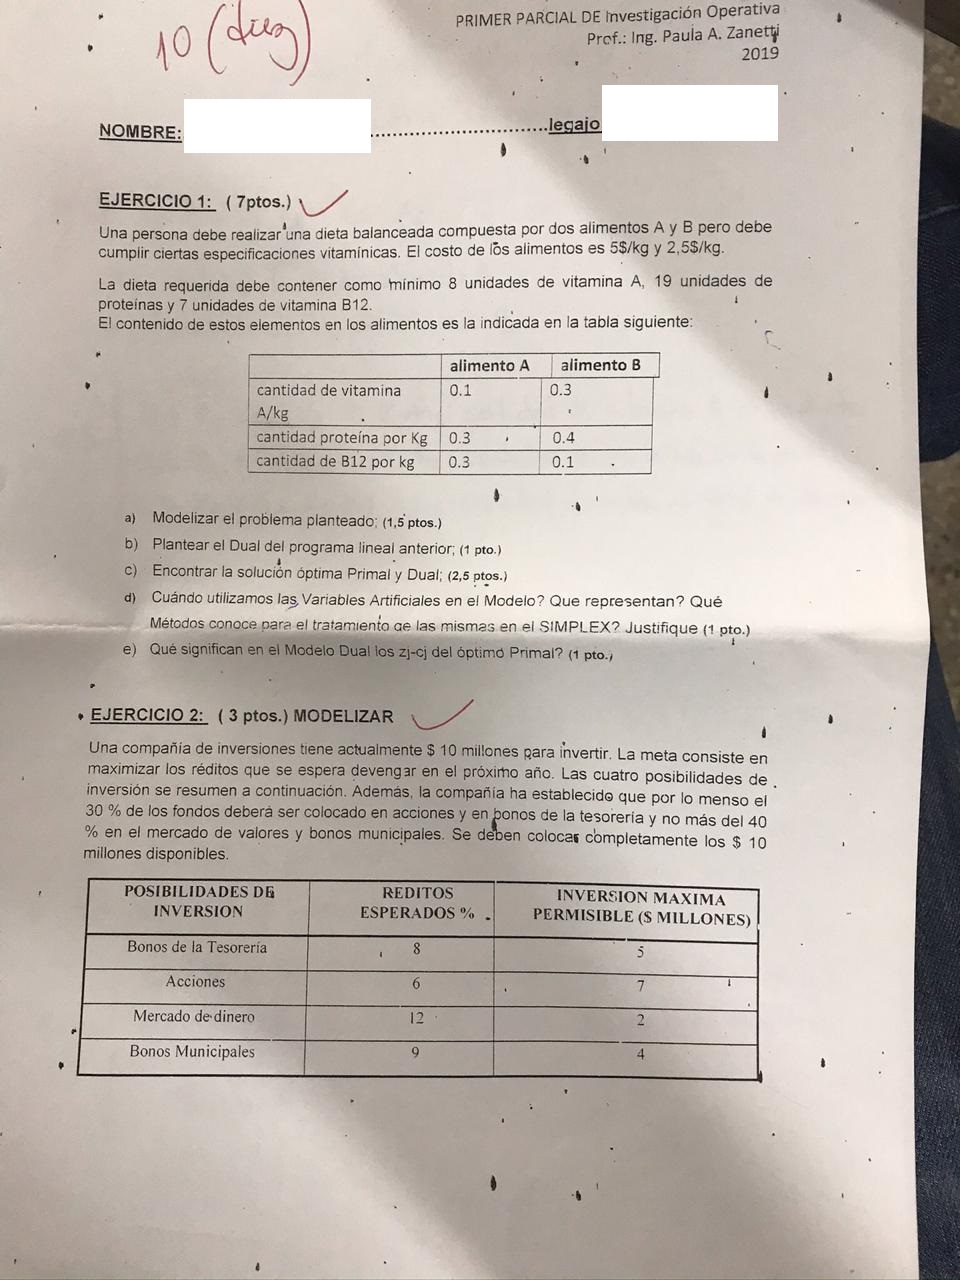 10 (diez)
PRIMER PARCIAL DE Investigación Operativa
Prof.: Ing. Paula A. Zanetti
2019
NOMBRE: ..............................legajo
EJERCICIO 1: ( 7ptos.)
Una persona debe realizar una dieta balanceada compuesta por dos alimentos A y B pero debe
cumplir ciertas especificaciones vitamínicas. El costo de los alimentos es 5$/kg y 2,5$/kg.
La dieta requerida debe contener como mínimo 8 unidades de vitamina A, 19 unidades de
proteínas y 7 unidades de vitamina B12.
El contenido de estos elementos en los alimentos es la indicada en la tabla siguiente:
alimento A alimento B
cantidad de vitamina 0.1 0.3
A/kg
cantidad proteína por Kg 0.3 0.4
cantidad de B12 por kg 0.3 0.1
a) Modelizar el problema planteado; (1,5 ptos.)
b) Plantear el Dual del programa lineal anterior; (1 pto.)
c) Encontrar la solución óptima Primal y Dual; (2,5 ptos.)
d) Cuándo utilizamos las Variables Artificiales en el Modelo? Que representan? Qué
Métodos conoce para el tratamiento de las mismas en el SIMPLEX? Justifique (1 pto.)
e) Qué significan en el Modelo Dual los zj-cj del óptimo Primal? (1 pto.)
EJERCICIO 2: ( 3 ptos.) MODELIZAR
Una compañía de inversiones tiene actualmente $ 10 millones para invertir. La meta consiste en
maximizar los réditos que se espera devengar en el próximo año. Las cuatro posibilidades de
inversión se resumen a continuación. Además, la compañía ha establecido que por lo menso el
30 % de los fondos deberá ser colocado en acciones y en bonos de la tesorería y no más del 40
% en el mercado de valores y bonos municipales. Se deben colocar completamente los $ 10
millones disponibles.
POSIBILIDADES DE REDITOS INVERSION MAXIMA
INVERSION ESPERADOS % PERMISIBLE ($ MILLONES)
Bonos de la Tesorería 8 5
Acciones 6 7
Mercado de dinero 12 2
Bonos Municipales 9 4